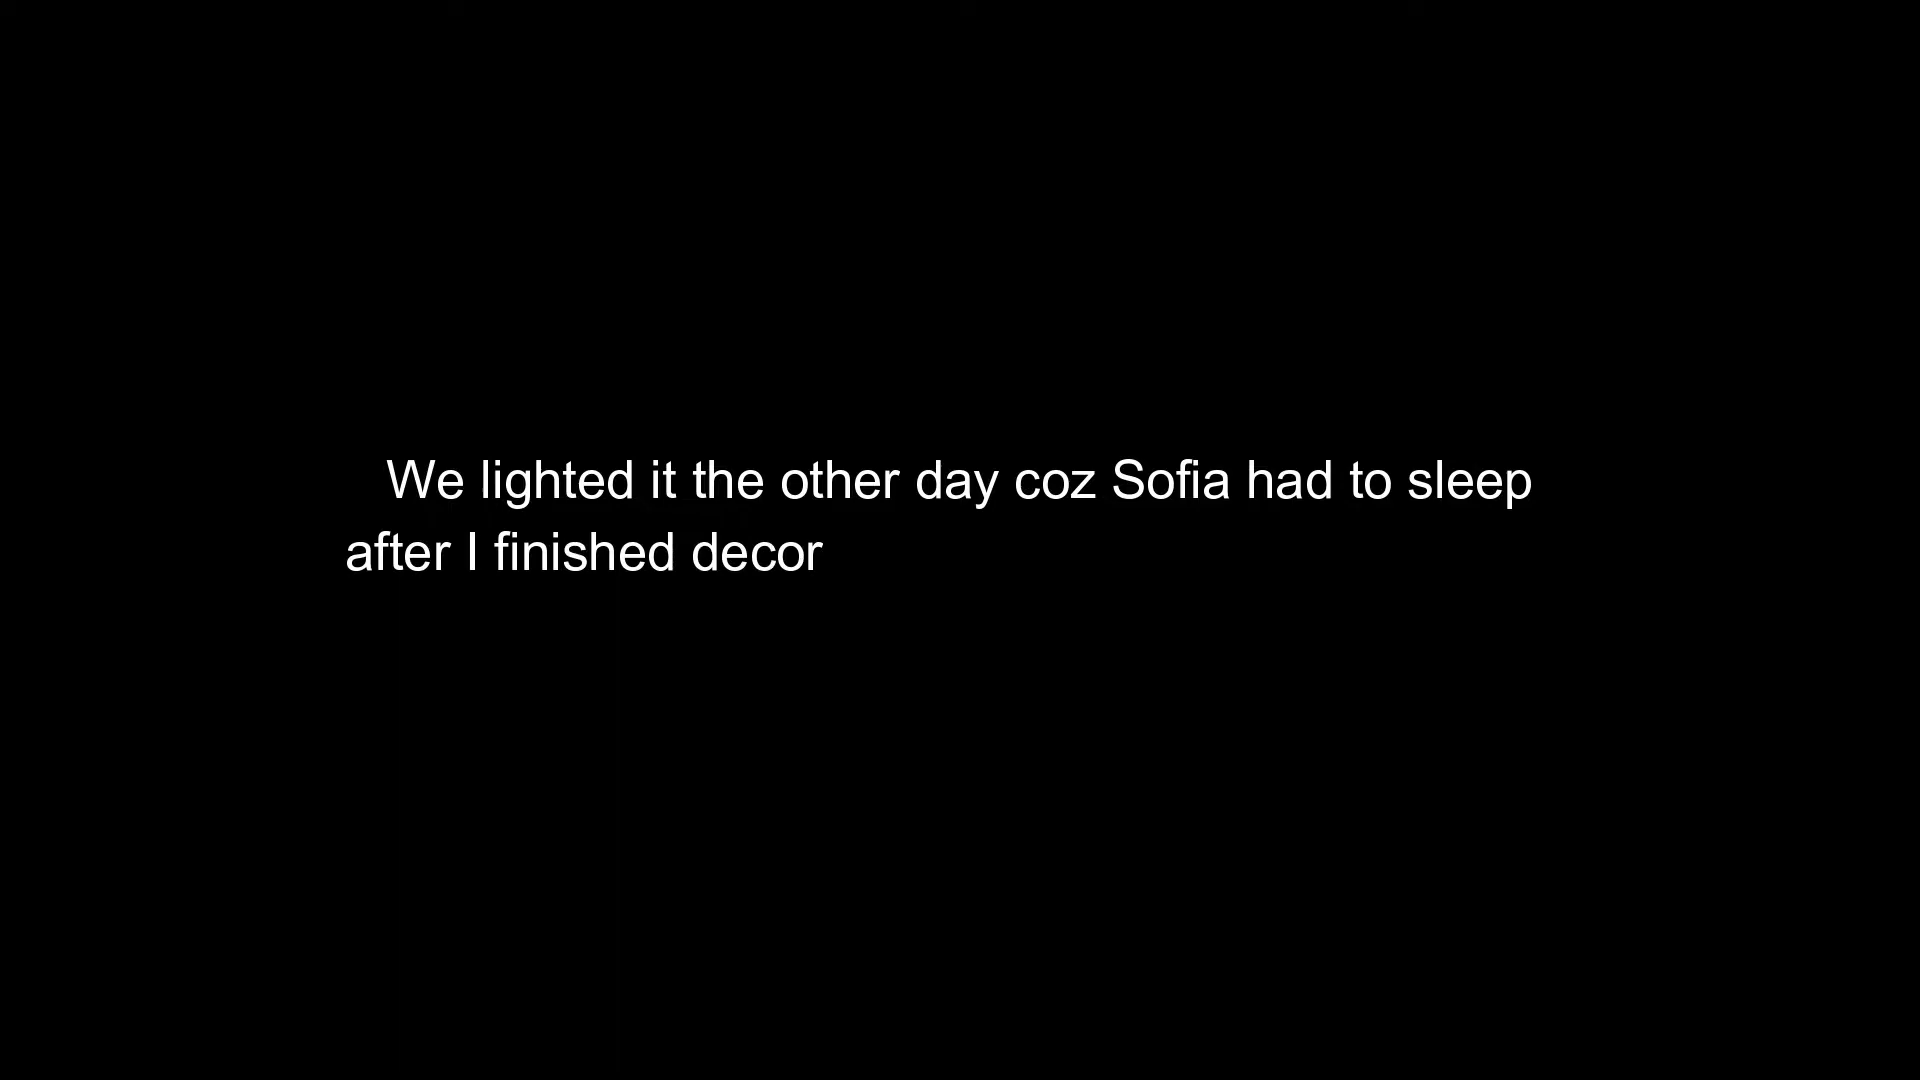 We lighted it the other day coz Sofia had to sleep
after I finished decor